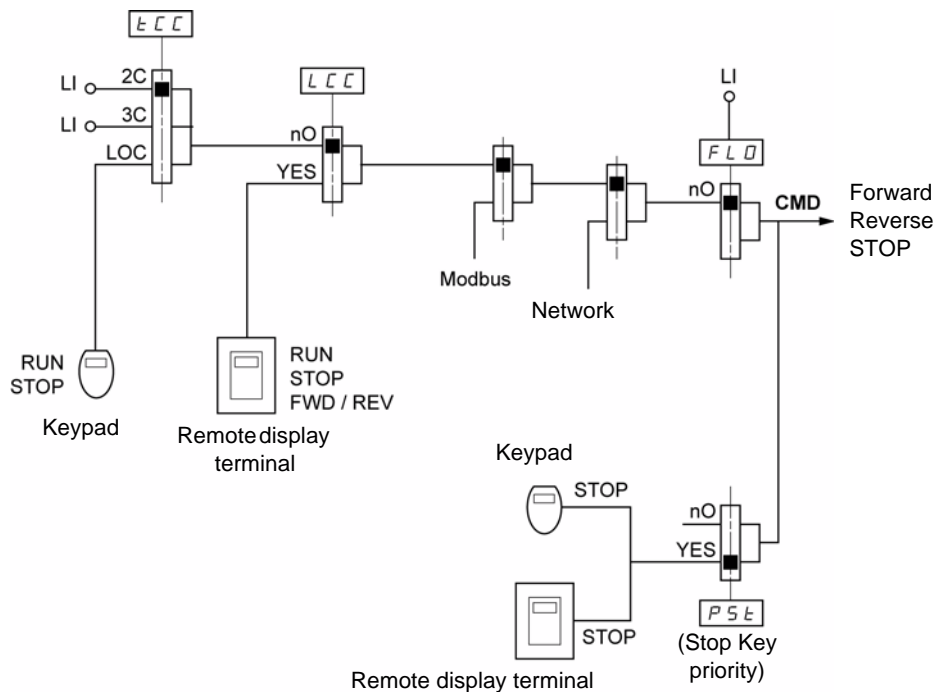 tCC
LI 2C
LI 3C
LOC
LCC
nO
YES
LI
FLO
nO
CMD
Forward
Reverse
STOP
Modbus
Network
RUN
STOP
Keypad
RUN
STOP
FWD / REV
Remote display
terminal
Keypad
STOP
nO
YES
PSt
(Stop Key
priority)
STOP
Remote display terminal